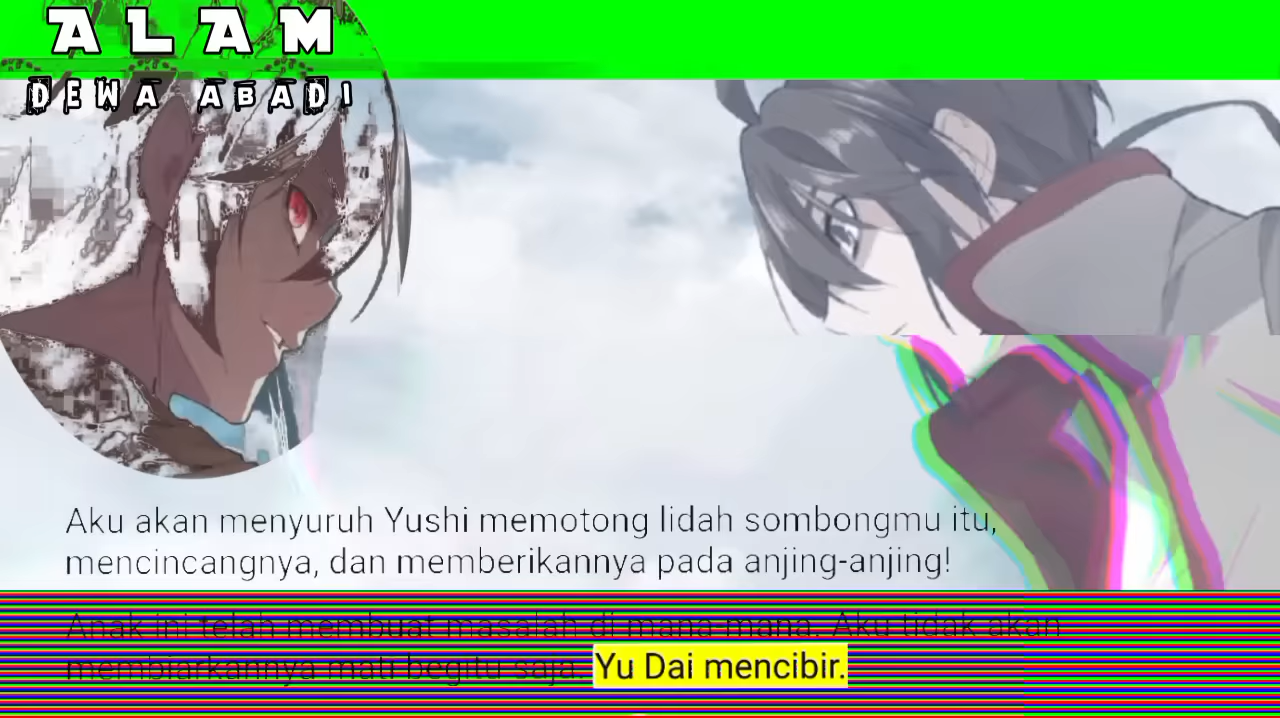 ALAM
DEWA ABADI
Aku akan menyuruh Yushi memotong lidah sombongmu itu,
mencincangnya, dan memberikannya pada anjing-anjing!
Anak ini telah membuat masalah di mana-mana. Aku tidak akan
membiarkannya mati begitu saja. Yu Dai mencibir.